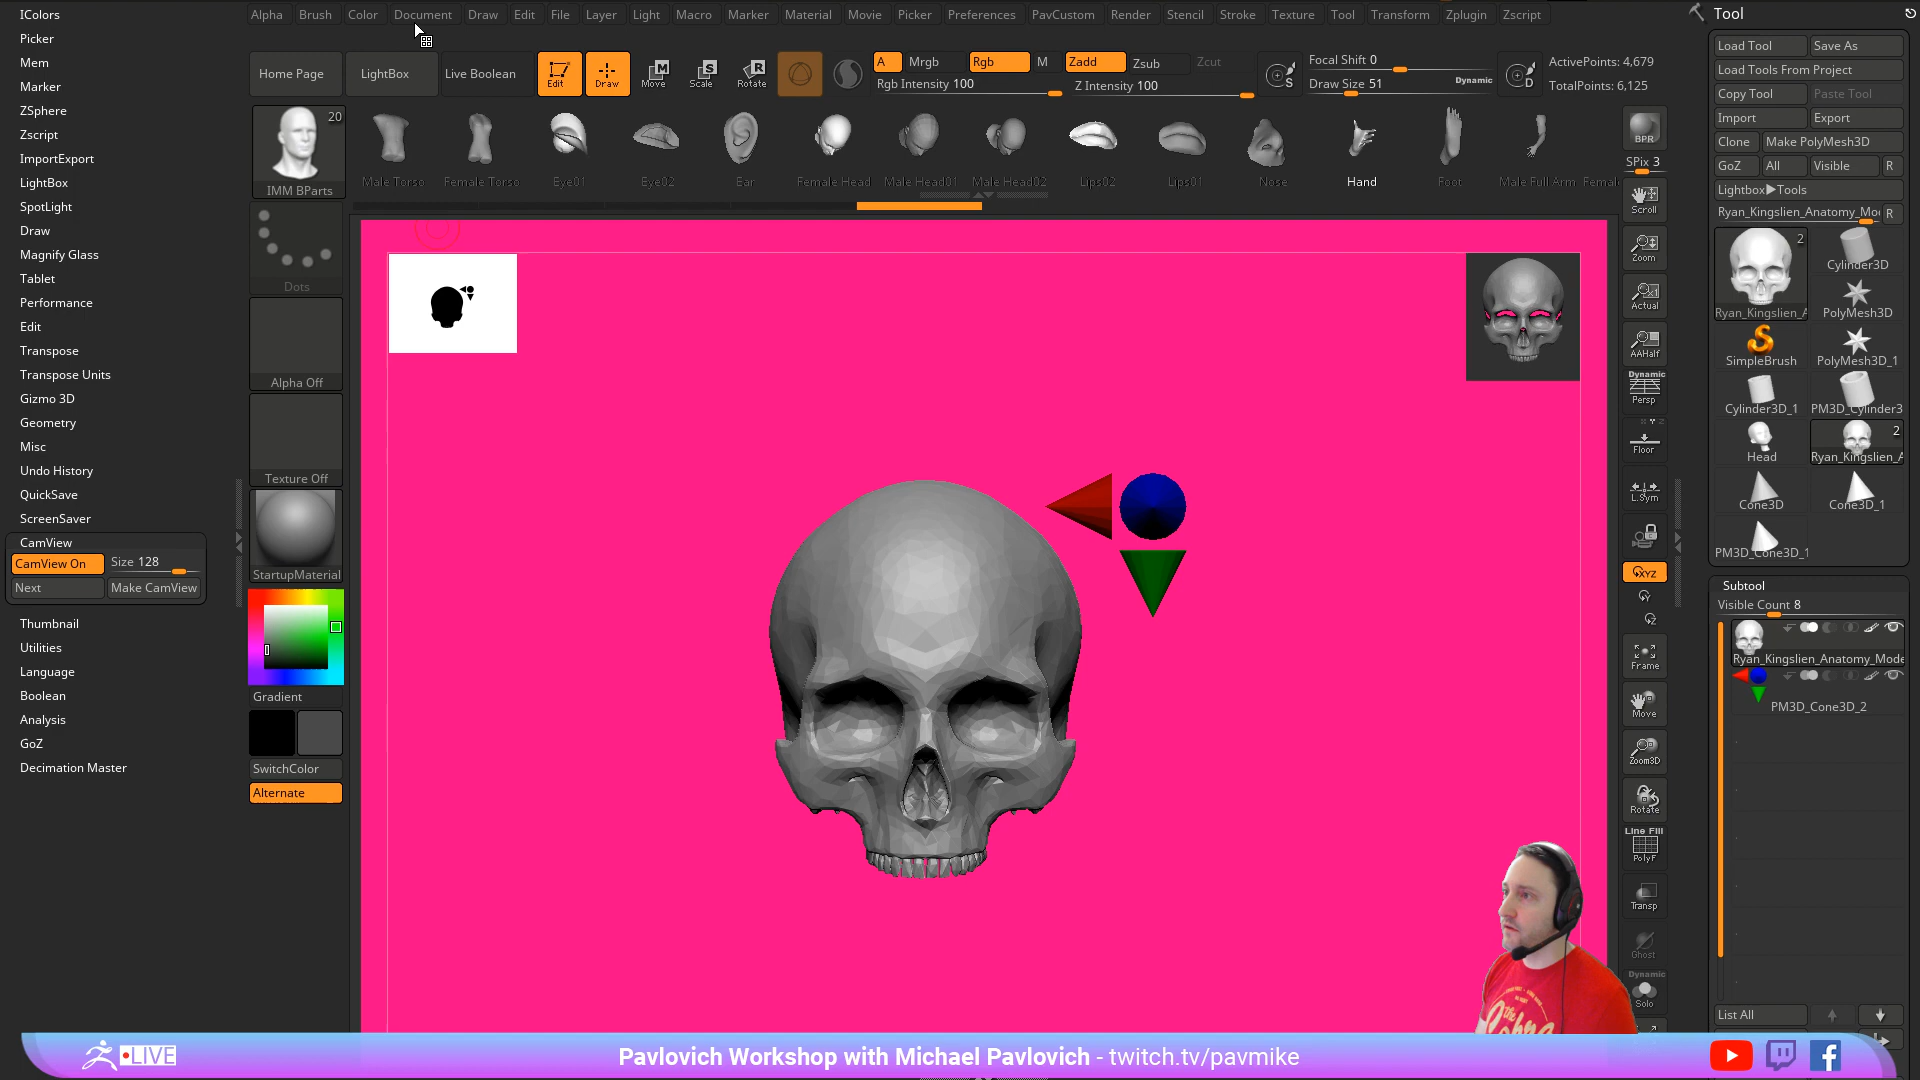 IColors
Picker
Mem
Marker
ZSphere
Zscript
ImportExport
LightBox
SpotLight
Draw
Magnify Glass
Tablet
Performance
Edit
Transpose
Transpose Units
Gizmo 3D
Geometry
Misc
Undo History
QuickSave
ScreenSaver
CamView
CamView On Size 128
Next Make CamView
Thumbnail
Utilities
Language
Boolean
Analysis
GoZ
Decimation Master
Alpha Brush Color Document Draw Edit File Layer Light Macro Marker Material Movie Picker Preferences PavCustom Render Stencil Stroke Texture Tool Transform Zplugin Zscript
Home Page LightBox Live Boolean Edit Draw Move Scale Rotate
A Mrgb Rgb M Zadd Zsub Zcut
Rgb Intensity 100 Z Intensity 100
Focal Shift 0
Draw Size 51 Dynamic
S D
ActivePoints: 4,679
TotalPoints: 6,125
20
IMM BParts
Male Torso Female Torso Eye01 Eye02 Ear Female Head Male Head01 Male Head02 Lips02 Lips01 Nose Hand Foot Male Full Arm Femal
Dots
Alpha Off
Texture Off
StartupMaterial
Gradient
SwitchColor
Alternate
BPR
SPix 3
Scroll
Zoom
Actual
AAHalf
Dynamic
Persp
Floor
L.Sym
XYZ
Y
Z
Frame
Move
Zoom3D
Rotate
Line Fill
PolyF
Transp
Ghost
Dynamic
Solo
Tool
Load Tool Save As
Load Tools From Project
Copy Tool Paste Tool
Import Export
Clone Make PolyMesh3D
GoZ All Visible R
Lightbox▶Tools
Ryan_Kingslien_Anatomy_Mo R
2
Cylinder3D
Ryan_Kingslien_A PolyMesh3D
SimpleBrush PolyMesh3D_1
Cylinder3D_1 PM3D_Cylinder3
2
Head Ryan_Kingslien_A
Cone3D Cone3D_1
PM3D_Cone3D_1
Subtool
Visible Count 8
Ryan_Kingslien_Anatomy_Mode
PM3D_Cone3D_2
List All
LIVE
Pavlovich Workshop with Michael Pavlovich - twitch.tv/pavmike